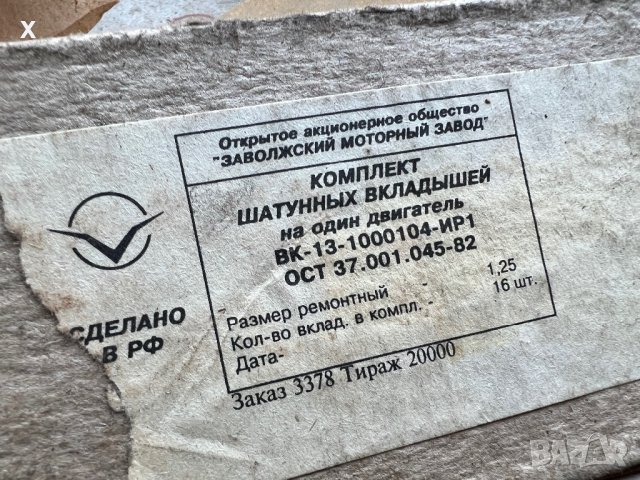 x
Открытое акционерное общество
"ЗАВОЛЖСКИЙ МОТОРНЫЙ ЗАВОД"
КОМПЛЕКТ
ШАТУННЫХ ВКЛАДЫШЕЙ
на один двигатель
ВК-13-1000104-ИР1
ОСТ 37.001.045-82
Размер ремонтный - 1,25
Кол-во вклад. в компл. - 16 шт.
Дата-
СДЕЛАНО
В РФ
Заказ 3378 Тираж 20000
BAZAR